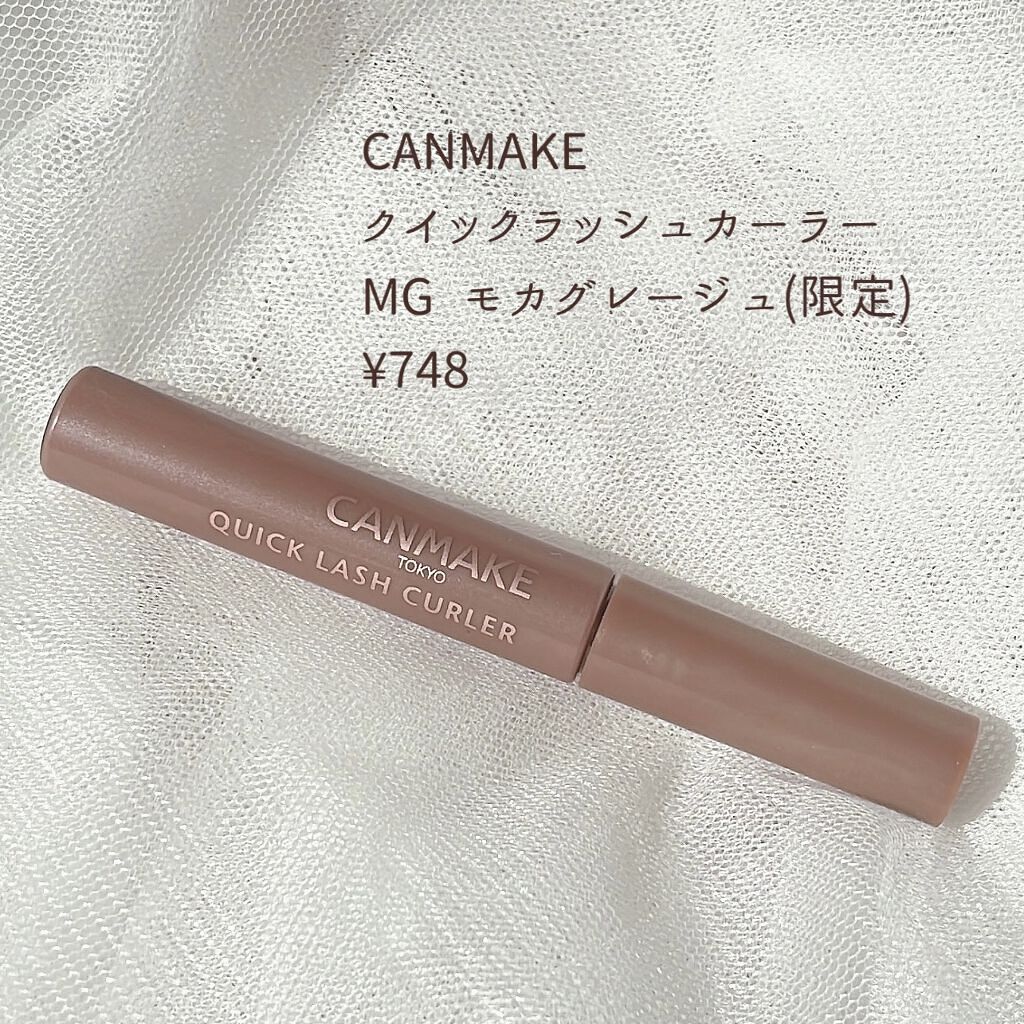 CANMAKE
クイックラッシュカーラー
MG モカグレージュ(限定)
¥748
CANMAKE
TOKYO
QUICK LASH CURLER